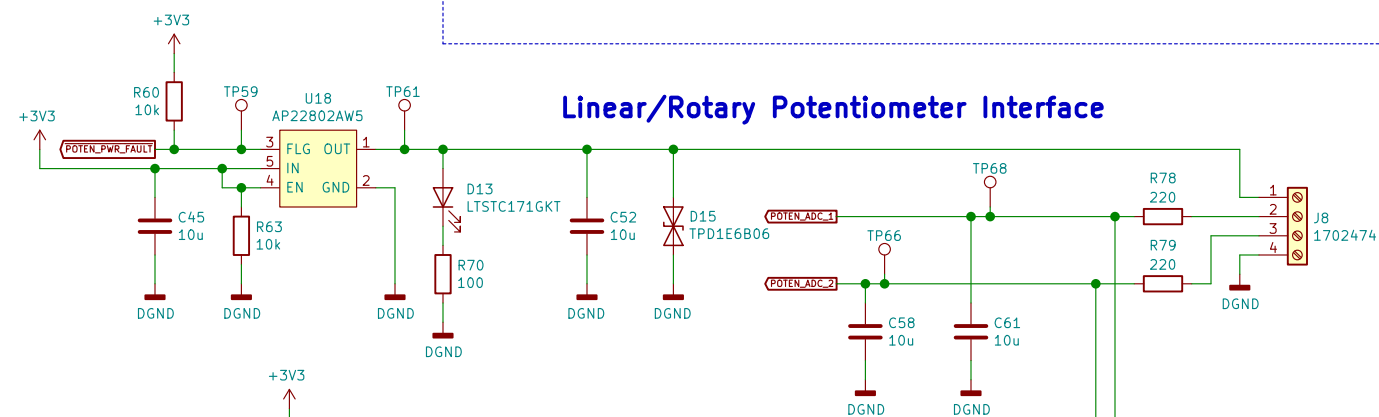 +3V3
R60
10k
TP59
U18
AP22802AW5
TP61
Linear/Rotary Potentiometer Interface
+3V3
POTEN_PWR_FAULT
3 FLG OUT 1
5 IN
4 EN GND 2
C45
10u
R63
10k
D13
LTSTC171GKT
R70
100
C52
10u
D15
TPD1E6B06
TP68
POTEN_ADC_1
TP66
POTEN_ADC_2
R78
220
R79
220
1
2
3
4
J8
1702474
C58
10u
C61
10u
DGND
DGND
DGND
DGND
DGND
DGND
DGND
DGND
DGND
+3V3